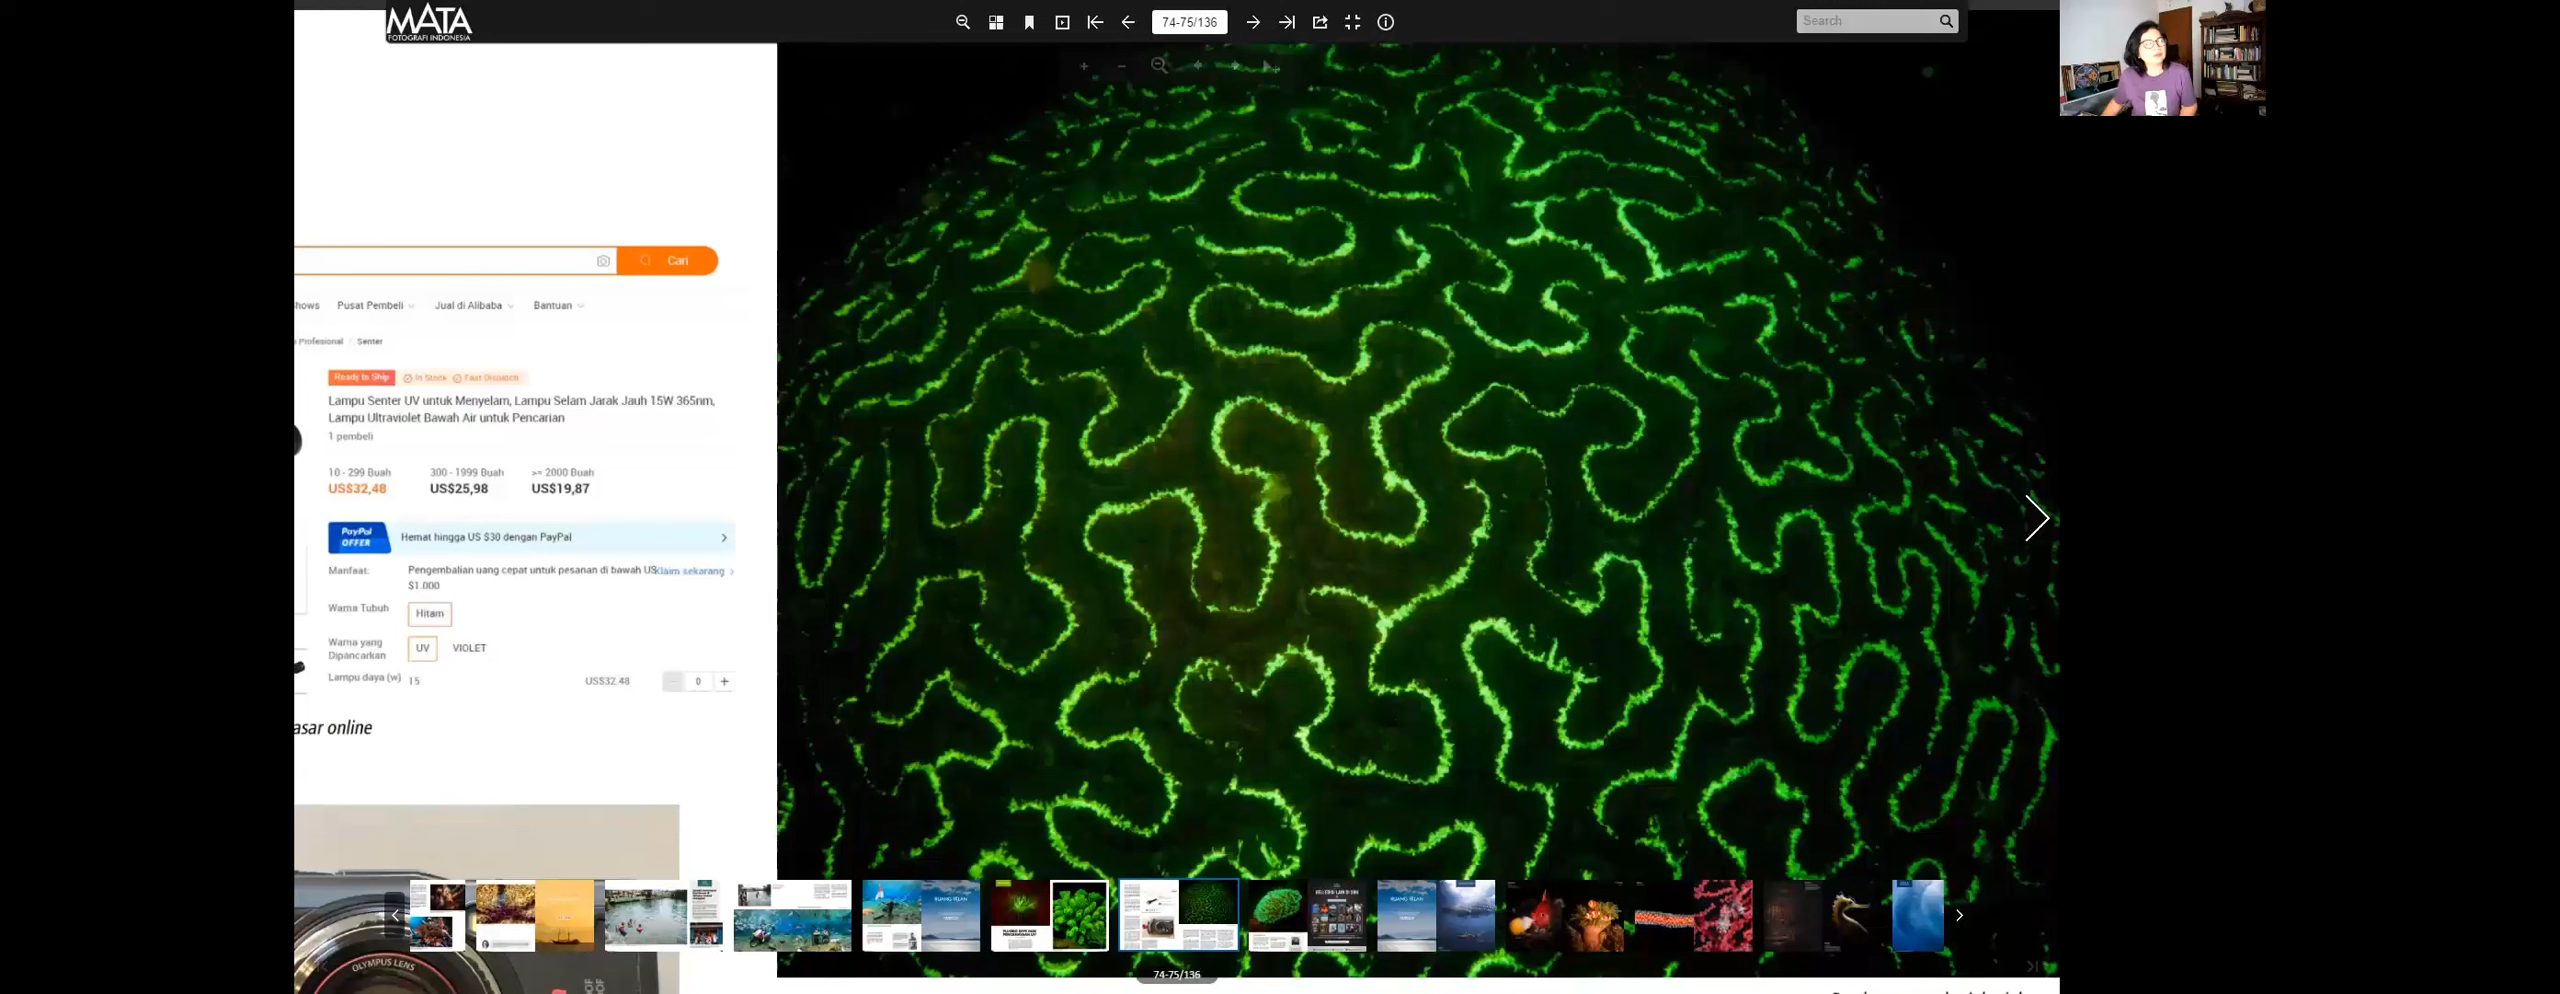 MATA
FOTOGRAFI INDONESIA
74-75/136
Search
Cari
hows Pusat Pembeli Jual di Alibaba Bantuan
Profesional Senter
Ready to Ship In Stock Fast Dispatch
Lampu Senter UV untuk Menyelam, Lampu Selam Jarak Jauh 15W 365nm,
Lampu Ultraviolet Bawah Air untuk Pencarian
1 pembeli
10 - 299 Buah 300 - 1999 Buah >= 2000 Buah
US$32,48 US$25,98 US$19,87
PayPal
OFFER
Hemat hingga US $30 dengan PayPal
Manfaat: Pengembalian uang cepat untuk pesanan di bawah US Klaim sekarang >
$1.000
Warna Tubuh Hitam
Warna yang
Dipancarkan
UV VIOLET
Lampu daya (w) 15 US$32.48 - 0 +
asar online
OLYMPUS LENS
74-75/136